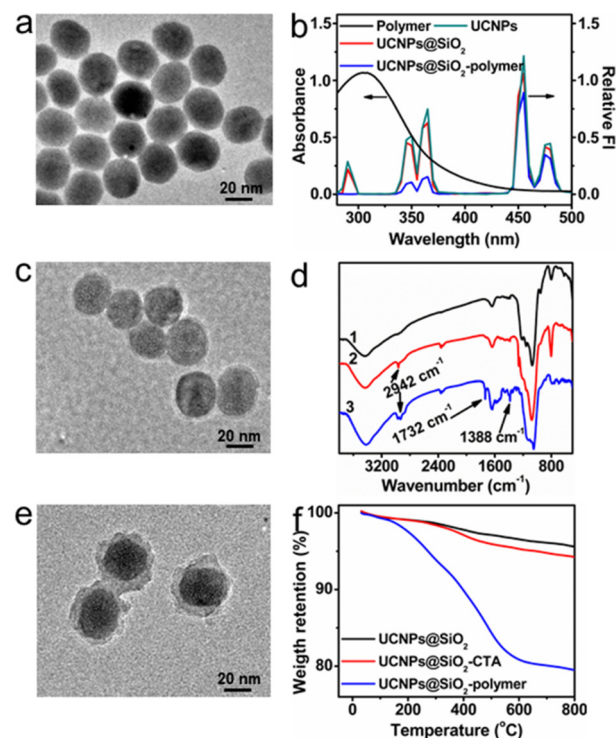 a
20 nm
b
Absorbance
1.5
1.0
0.5
0.0
Polymer UCNPs
UCNPs@SiO2
UCNPs@SiO2-polymer
1.5
1.0
0.5
0.0
Relative FI
300 350 400 450 500
Wavelength (nm)
c
20 nm
d
1
2
3
2942 cm-1
1732 cm-1
1388 cm-1
3200 2400 1600 800
Wavenumber (cm-1)
e
20 nm
f
Weigth retention (%)
100
90
80
UCNPs@SiO2
UCNPs@SiO2-CTA
UCNPs@SiO2-polymer
0 200 400 600 800
Temperature (oC)